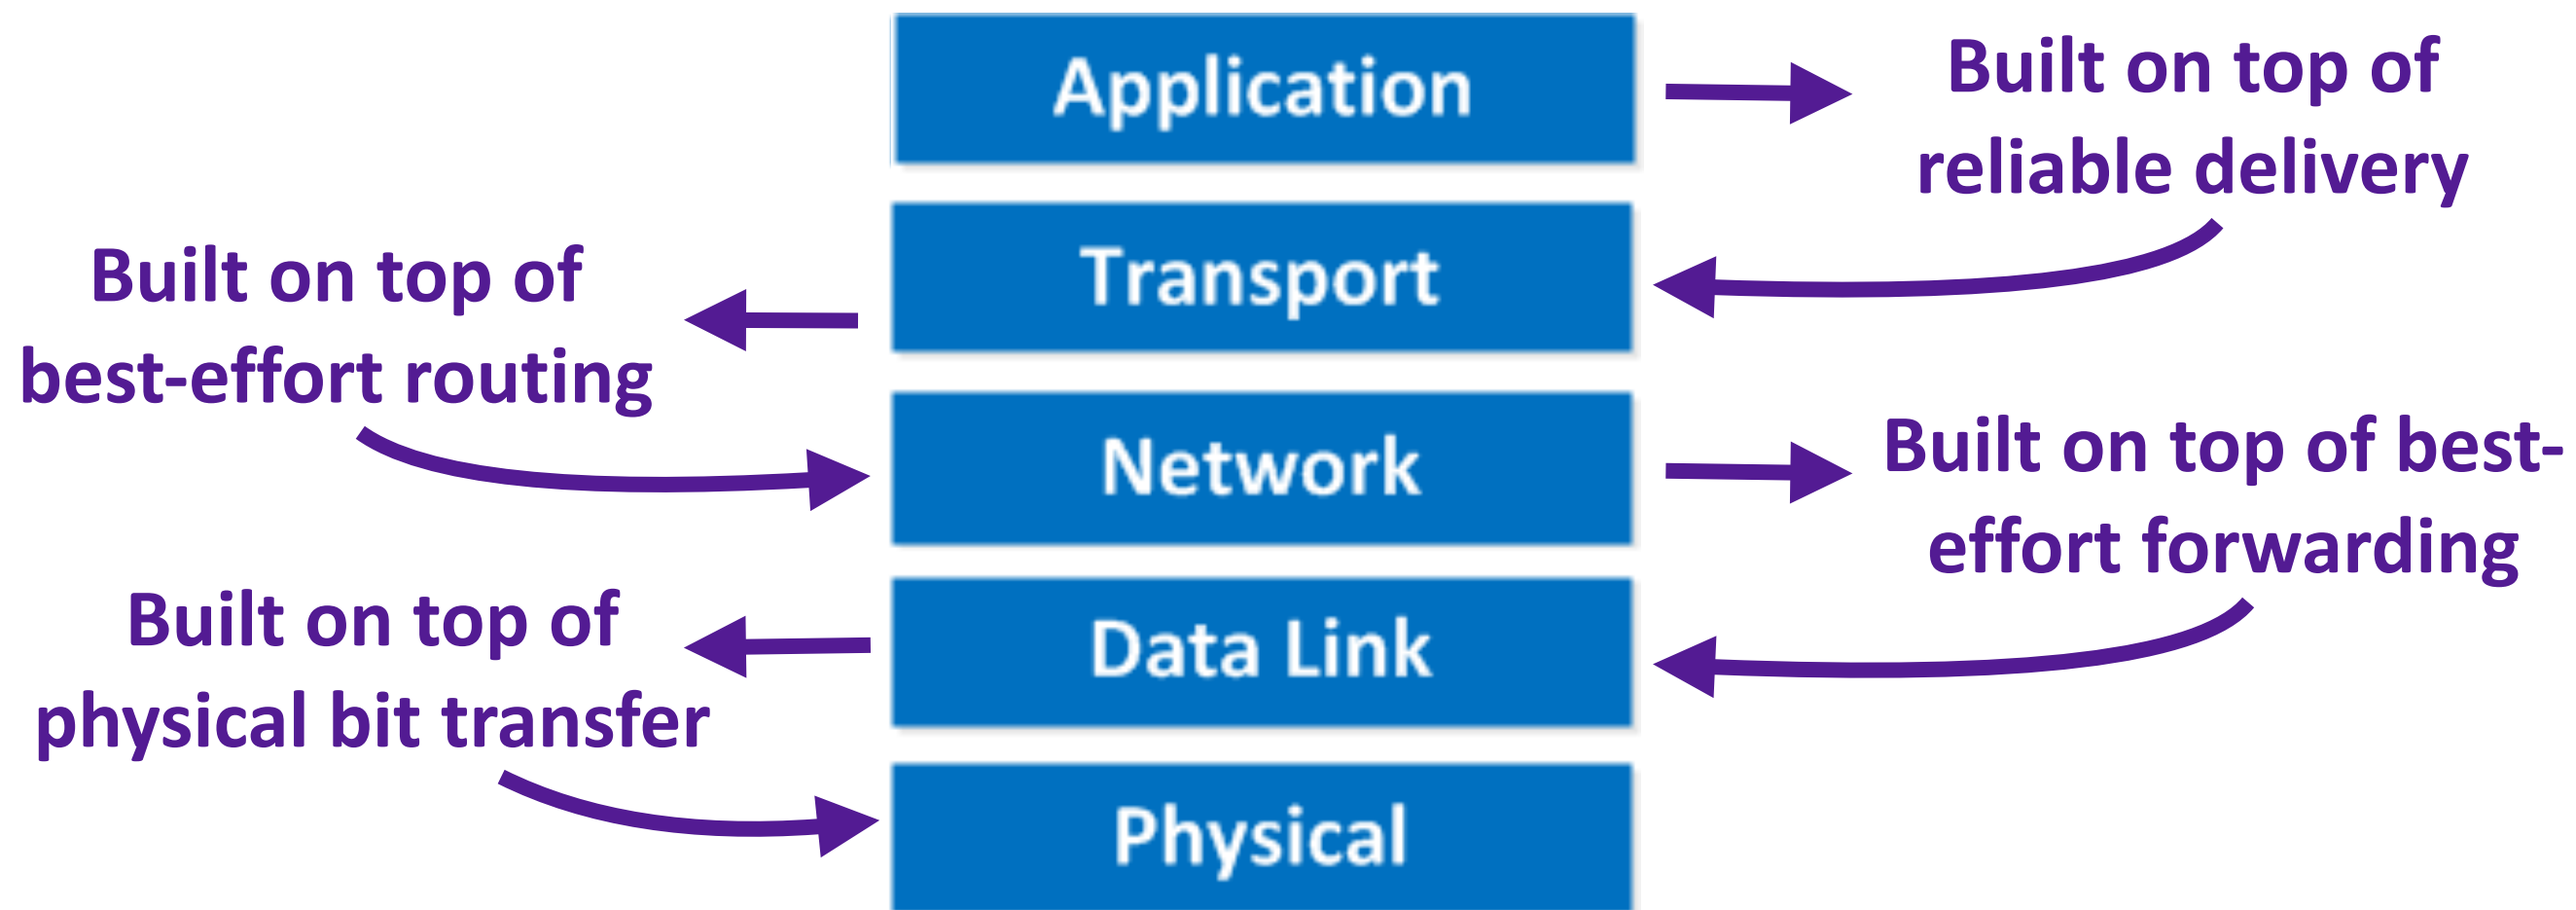 Application
Built on top of
reliable delivery
Transport
Built on top of
best-effort routing
Network
Built on top of best-
effort forwarding
Data Link
Built on top of
physical bit transfer
Physical